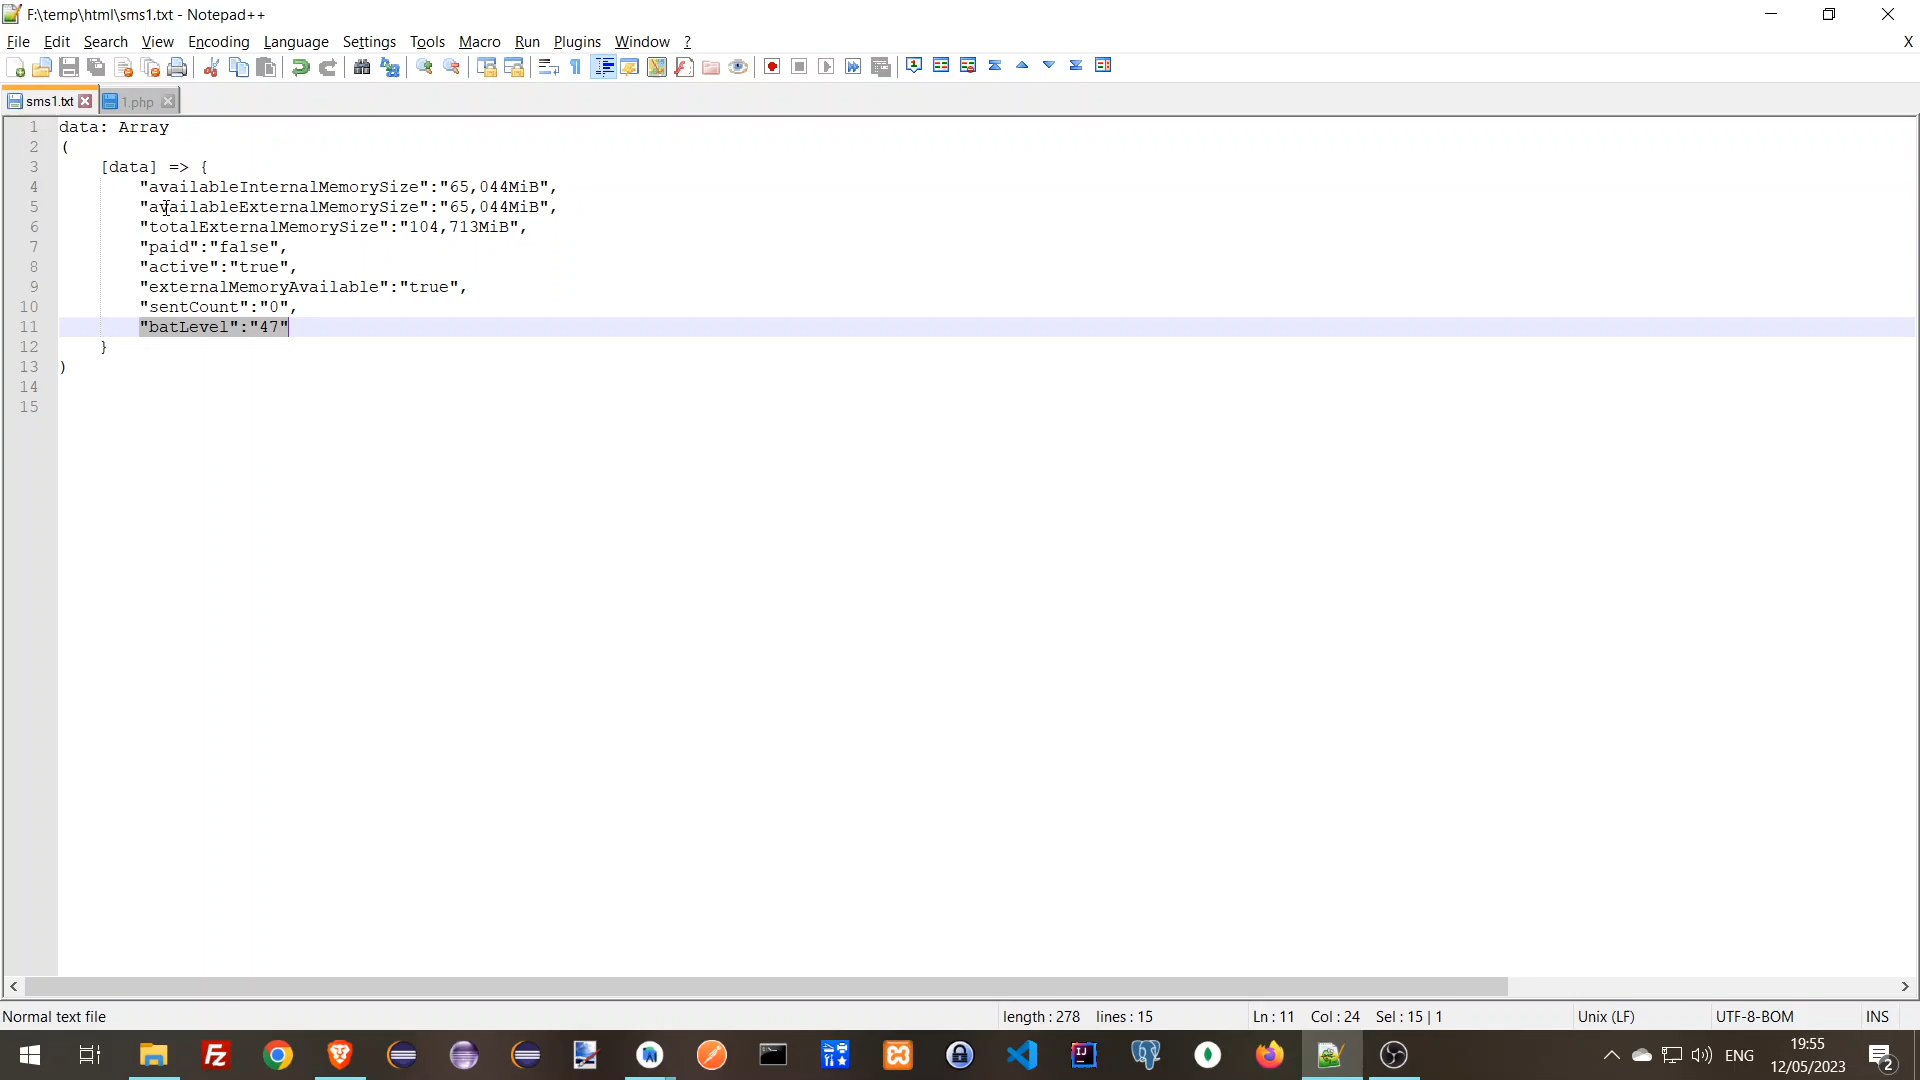 F:\temp\html\sms1.txt - Notepad++
File Edit Search View Encoding Language Settings Tools Macro Run Plugins Window ? X
sms1.txt 1.php
1 data: Array
2 (
3 [data] => {
4 "availableInternalMemorySize":"65,044MiB",
5 "availableExternalMemorySize":"65,044MiB",
6 "totalExternalMemorySize":"104,713MiB",
7 "paid":"false",
8 "active":"true",
9 "externalMemoryAvailable":"true",
10 "sentCount":"0",
11 "batLevel":"47"
12 }
13 )
14
15
Normal text file length : 278 lines : 15 Ln : 11 Col : 24 Sel : 15 | 1 Unix (LF) UTF-8-BOM INS
ENG 19:55
12/05/2023 2